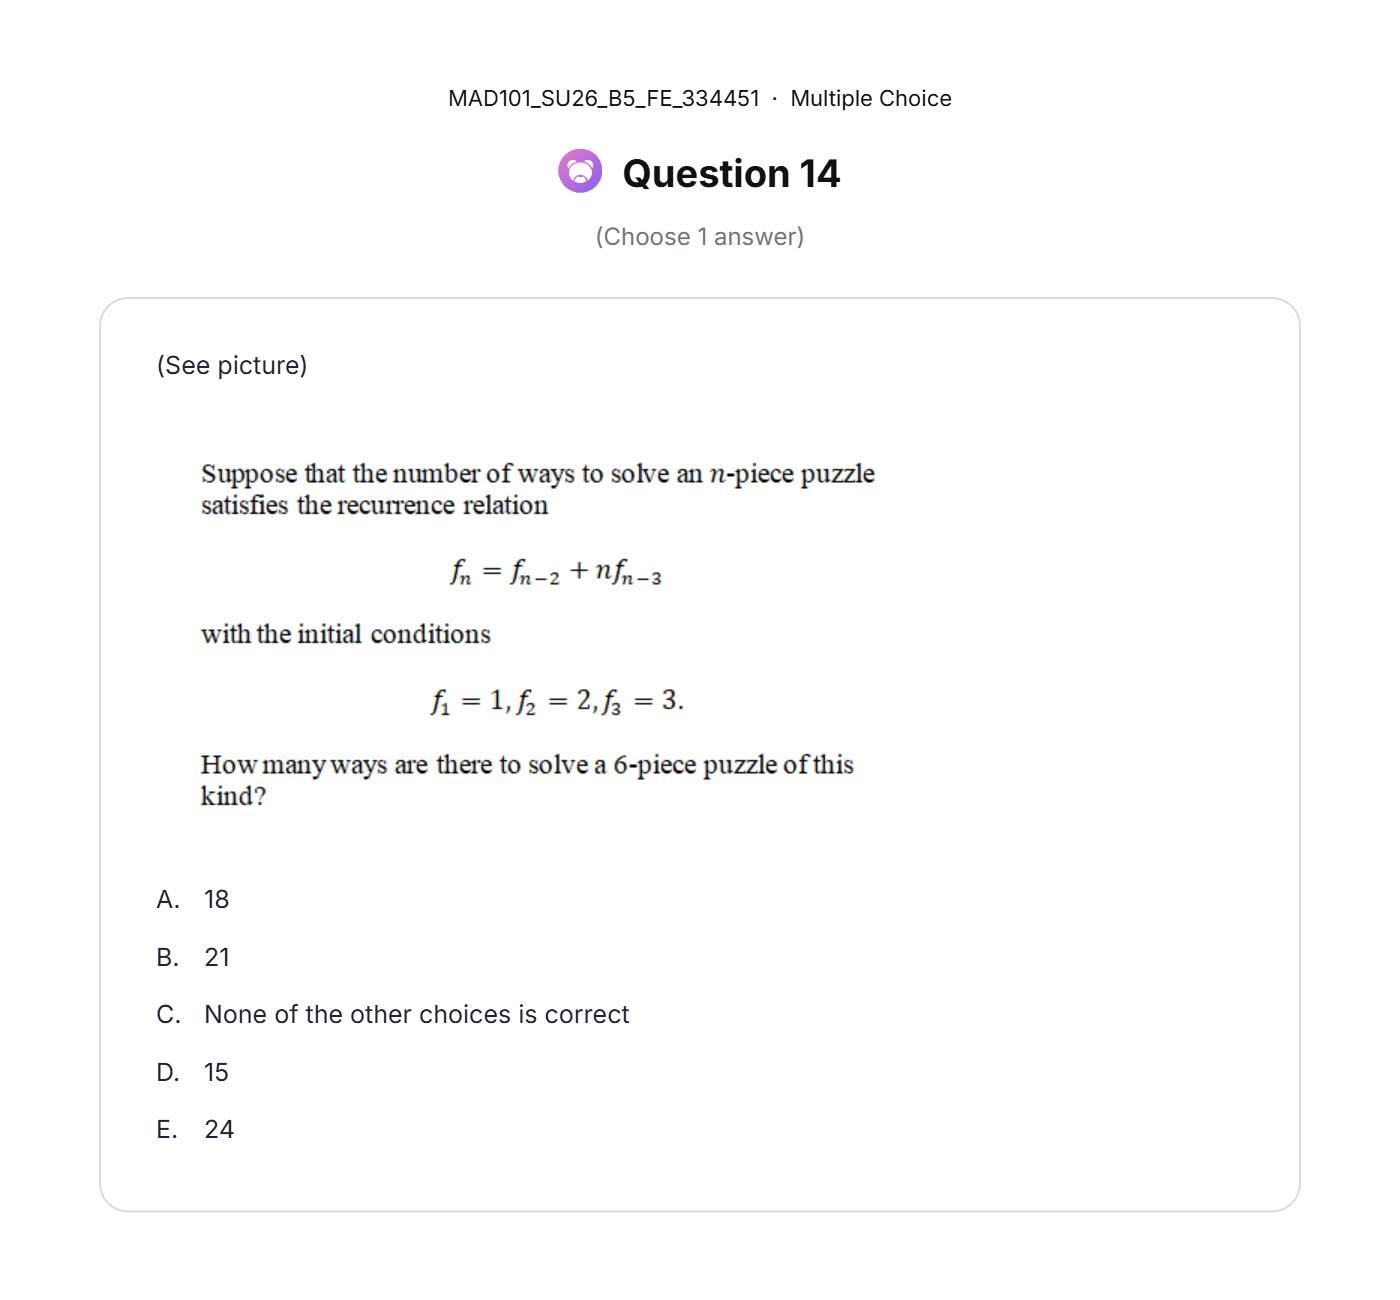 MAD101_SU26_B5_FE_334451 · Multiple Choice
Question 14
(Choose 1 answer)
(See picture)
Suppose that the number of ways to solve an n-piece puzzle
satisfies the recurrence relation
fₙ = fₙ₋₂ + nfₙ₋₃
with the initial conditions
f₁ = 1, f₂ = 2, f₃ = 3.
How many ways are there to solve a 6-piece puzzle of this
kind?
A. 18
B. 21
C. None of the other choices is correct
D. 15
E. 24